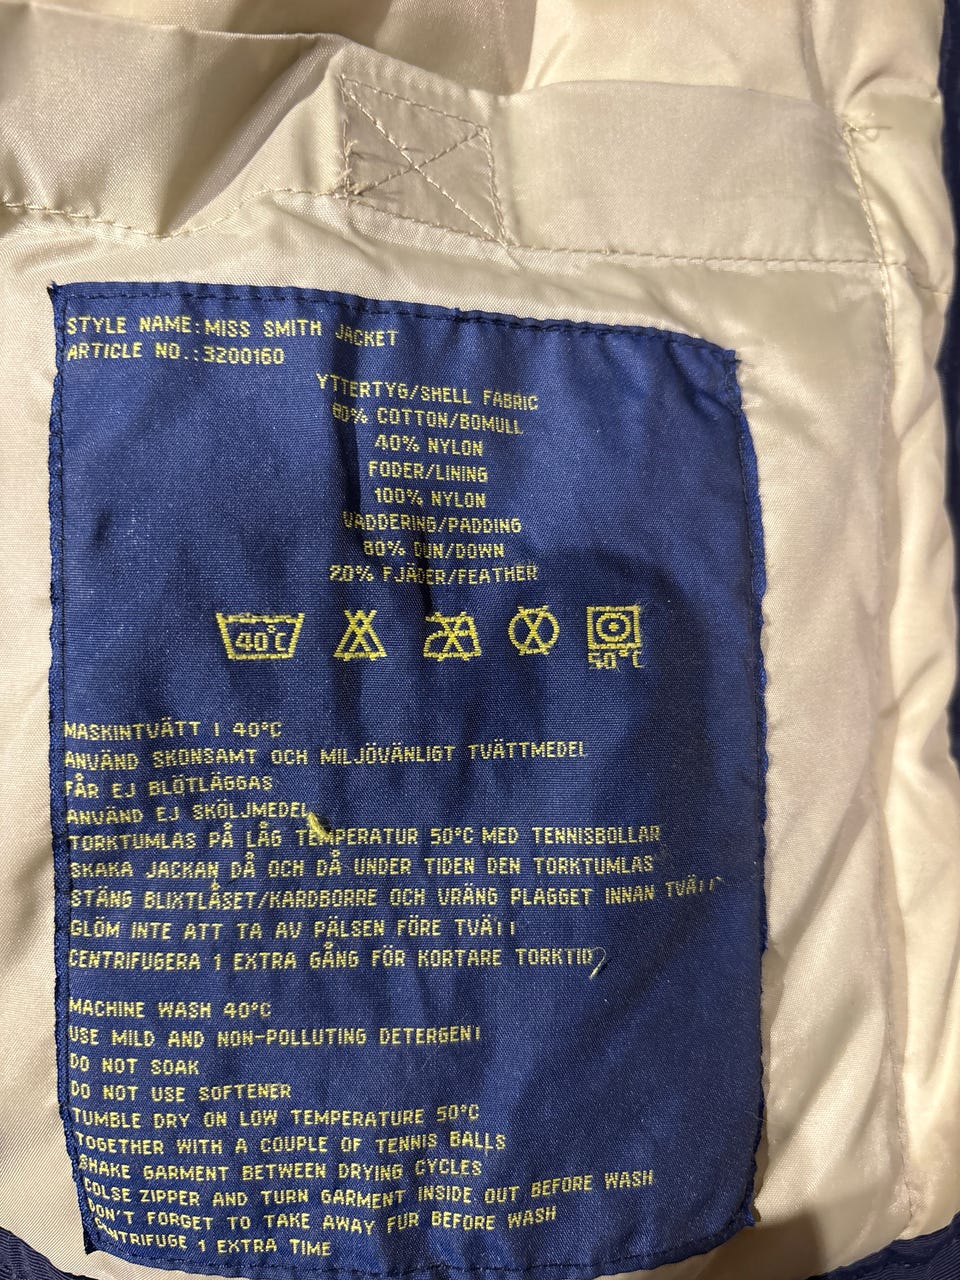 STYLE NAME:MISS SMITH JACKET
ARTICLE NO.:3200160
YTTERTYG/SHELL FABRIC
60% COTTON/BOMULL
40% NYLON
FODER/LINING
100% NYLON
VADDERING/PADDING
80% DUN/DOWN
20% FJÄDER/FEATHER
40°C
50°C
MASKINTVÄTT I 40°C
ANVÄND SKONSAMT OCH MILJÖVÄNLIGT TVÄTTMEDEL
FÅR EJ BLÖTLÄGGAS
ANVÄND EJ SKÖLJMEDEL
TORKTUMLAS PÅ LÅG TEMPERATUR 50°C MED TENNISBOLLAR
SKAKA JACKAN DÅ OCH DÅ UNDER TIDEN DEN TORKTUMLAS
STÄNG BLIXTLÅSET/KARDBORRE OCH VRÄNG PLAGGET INNAN TVÄTT
GLÖM INTE ATT TA AV PÄLSEN FÖRE TVÄTT
CENTRIFUGERA 1 EXTRA GÅNG FÖR KORTARE TORKTID
MACHINE WASH 40°C
USE MILD AND NON-POLLUTING DETERGENT
DO NOT SOAK
DO NOT USE SOFTENER
TUMBLE DRY ON LOW TEMPERATURE 50°C
TOGETHER WITH A COUPLE OF TENNIS BALLS
SHAKE GARMENT BETWEEN DRYING CYCLES
COLSE ZIPPER AND TURN GARMENT INSIDE OUT BEFORE WASH
DON'T FORGET TO TAKE AWAY FUR BEFORE WASH
CENTRIFUGE 1 EXTRA TIME